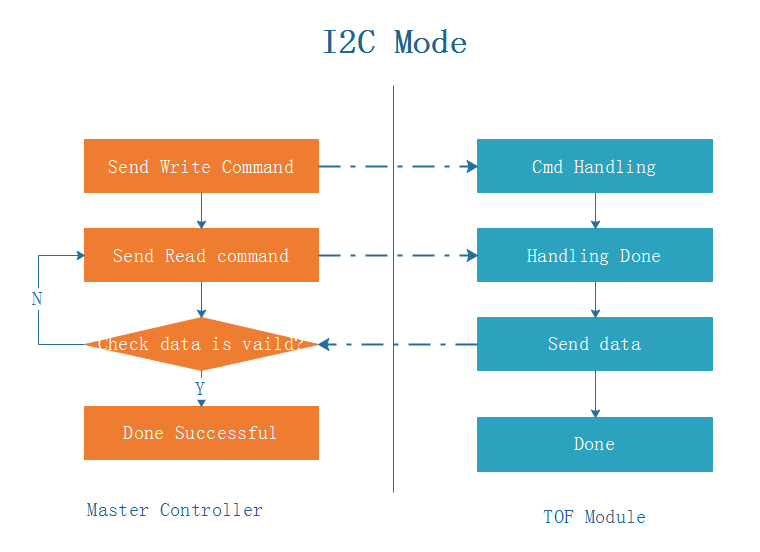 I2C Mode
Send Write Command
Cmd Handling
Send Read command
Handling Done
N
Check data is vaild?
Send data
Y
Done Successful
Done
Master Controller
TOF Module